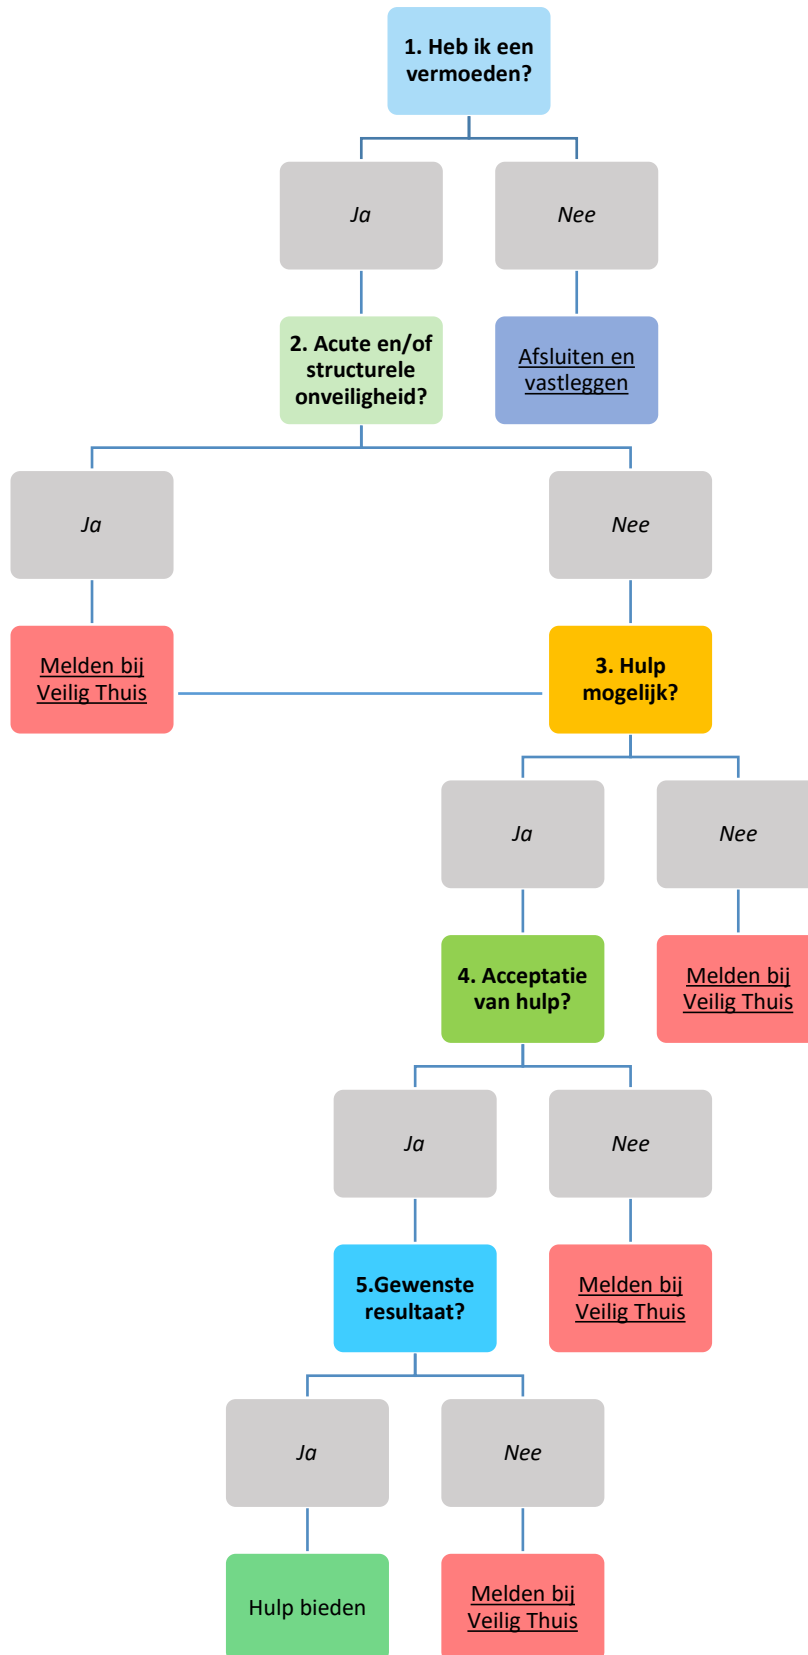 1. Heb ik een
vermoeden?
Ja
Nee
2. Acute en/of
structurele
onveiligheid?
Afsluiten en
vastleggen
Ja
Nee
Melden bij
Veilig Thuis
3. Hulp
mogelijk?
Ja
Nee
4. Acceptatie
van hulp?
Melden bij
Veilig Thuis
Ja
Nee
5.Gewenste
resultaat?
Melden bij
Veilig Thuis
Ja
Nee
Hulp bieden
Melden bij
Veilig Thuis